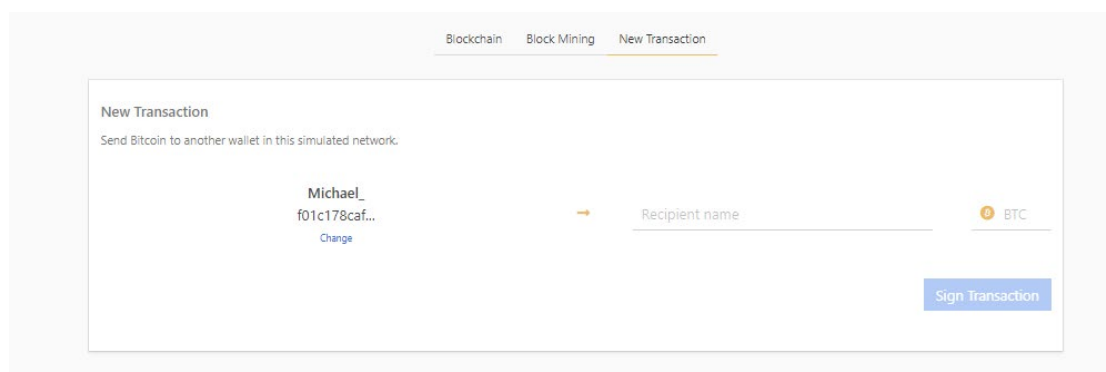 Blockchain Block Mining New Transaction
New Transaction
Send Bitcoin to another wallet in this simulated network.
Michael_
f01c178caf...
Change
→ Recipient name BTC
Sign Transaction